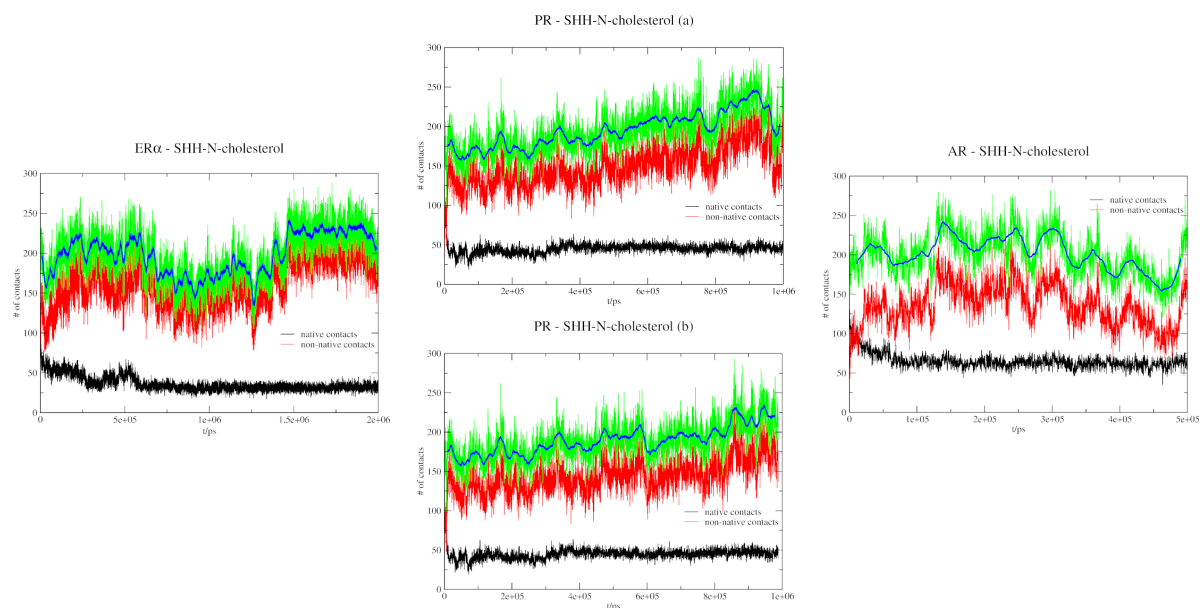 PR - SHH-N-cholesterol (a)
300
250
200
150
100
50
0
# of contacts
native contacts
non-native contacts
2e+05
4e+05
6e+05
8e+05
1e+06
t/ps
ERα - SHH-N-cholesterol
300
250
200
150
100
50
0
# of contacts
native contacts
non-native contacts
0
5e+05
1e+06
1.5e+06
2e+06
t/ps
AR - SHH-N-cholesterol
300
250
200
150
100
50
0
# of contacts
native contacts
non-native contacts
0
1e+05
2e+05
3e+05
4e+05
5e+05
t/ps
PR - SHH-N-cholesterol (b)
300
250
200
150
100
50
0
# of contacts
native contacts
non-native contacts
0
2e+05
4e+05
6e+05
8e+05
1e+06
t/ps